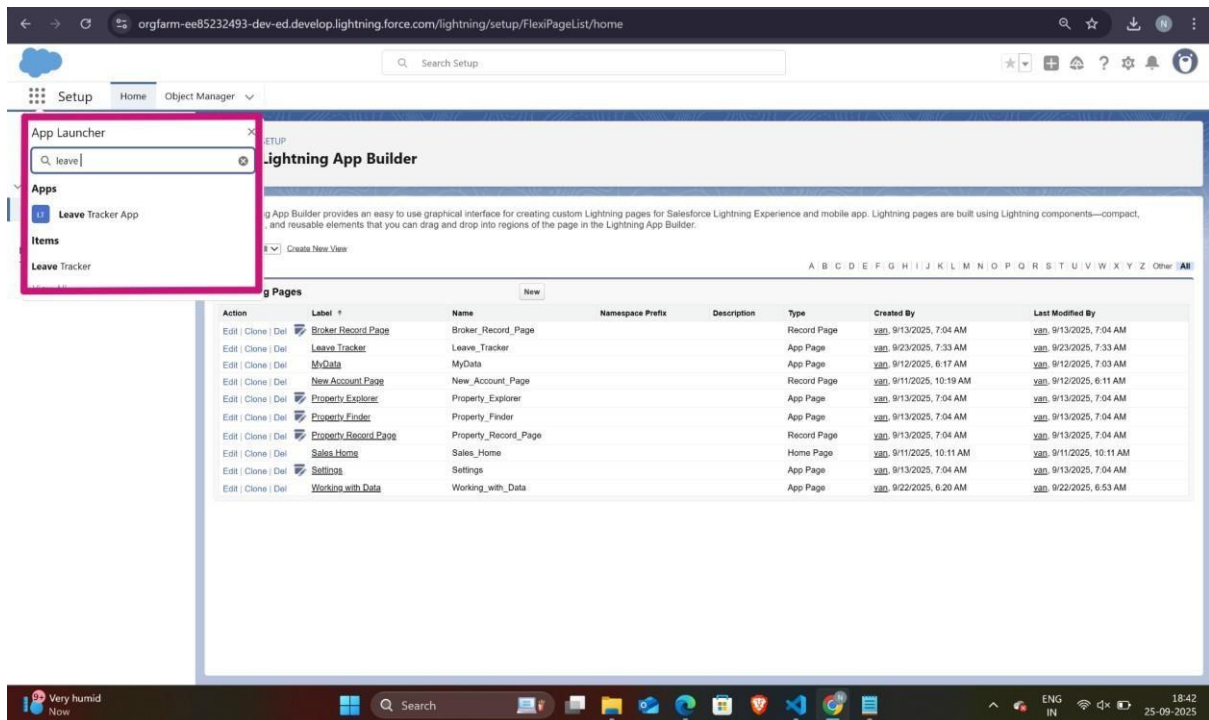 orgfarm-ee85232493-dev-ed.develop.lightning.force.com/lightning/setup/FlexiPageList/home
N
Search Setup
Setup Home Object Manager
App Launcher
leave
Apps
LT Leave Tracker App
Items
Leave Tracker
View All
SETUP
Lightning App Builder
g App Builder provides an easy to use graphical interface for creating custom Lightning pages for Salesforce Lightning Experience and mobile app. Lightning pages are built using Lightning components—compact,
, and reusable elements that you can drag and drop into regions of the page in the Lightning App Builder.
Create New View
A B C D E F G H I J K L M N O P Q R S T U V W X Y Z Other All
g Pages New
Action Label ↑ Name Namespace Prefix Description Type Created By Last Modified By
Edit | Clone | Del Broker Record Page Broker_Record_Page Record Page van, 9/13/2025, 7:04 AM van, 9/13/2025, 7:04 AM
Edit | Clone | Del Leave Tracker Leave_Tracker App Page van, 9/23/2025, 7:33 AM van, 9/23/2025, 7:33 AM
Edit | Clone | Del MyData MyData App Page van, 9/12/2025, 6:17 AM van, 9/12/2025, 7:03 AM
Edit | Clone | Del New Account Page New_Account_Page Record Page van, 9/11/2025, 10:19 AM van, 9/12/2025, 6:11 AM
Edit | Clone | Del Property Explorer Property_Explorer App Page van, 9/13/2025, 7:04 AM van, 9/13/2025, 7:04 AM
Edit | Clone | Del Property Finder Property_Finder App Page van, 9/13/2025, 7:04 AM van, 9/13/2025, 7:04 AM
Edit | Clone | Del Property Record Page Property_Record_Page Record Page van, 9/13/2025, 7:04 AM van, 9/13/2025, 7:04 AM
Edit | Clone | Del Sales Home Sales_Home Home Page van, 9/11/2025, 10:11 AM van, 9/11/2025, 10:11 AM
Edit | Clone | Del Settings Settings App Page van, 9/13/2025, 7:04 AM van, 9/13/2025, 7:04 AM
Edit | Clone | Del Working with Data Working_with_Data App Page van, 9/22/2025, 6:20 AM van, 9/22/2025, 6:53 AM
9+ Very humid
Now
Search
ENG
IN
18:42
25-09-2025